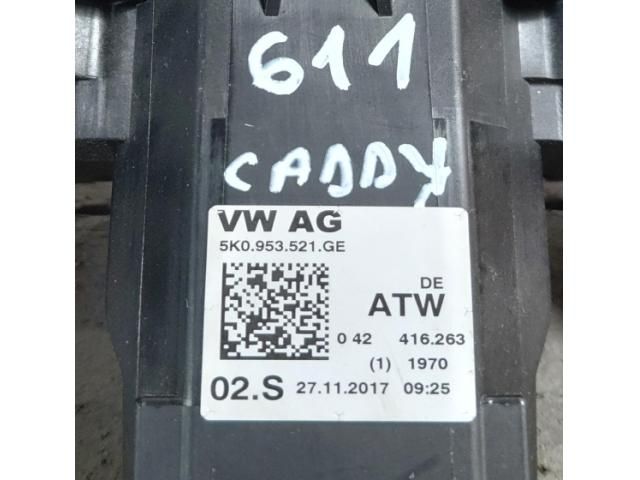 611
CADDY
VW AG
5K0.953.521.GE
DE
ATW
0 42 416.263
(1) 1970
02.S 27.11.2017 09:25